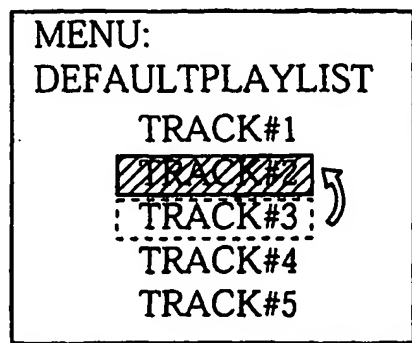 MENU:
DEFAULTPLAYLIST
TRACK#1
TRACK#2
TRACK#3
TRACK#4
TRACK#5